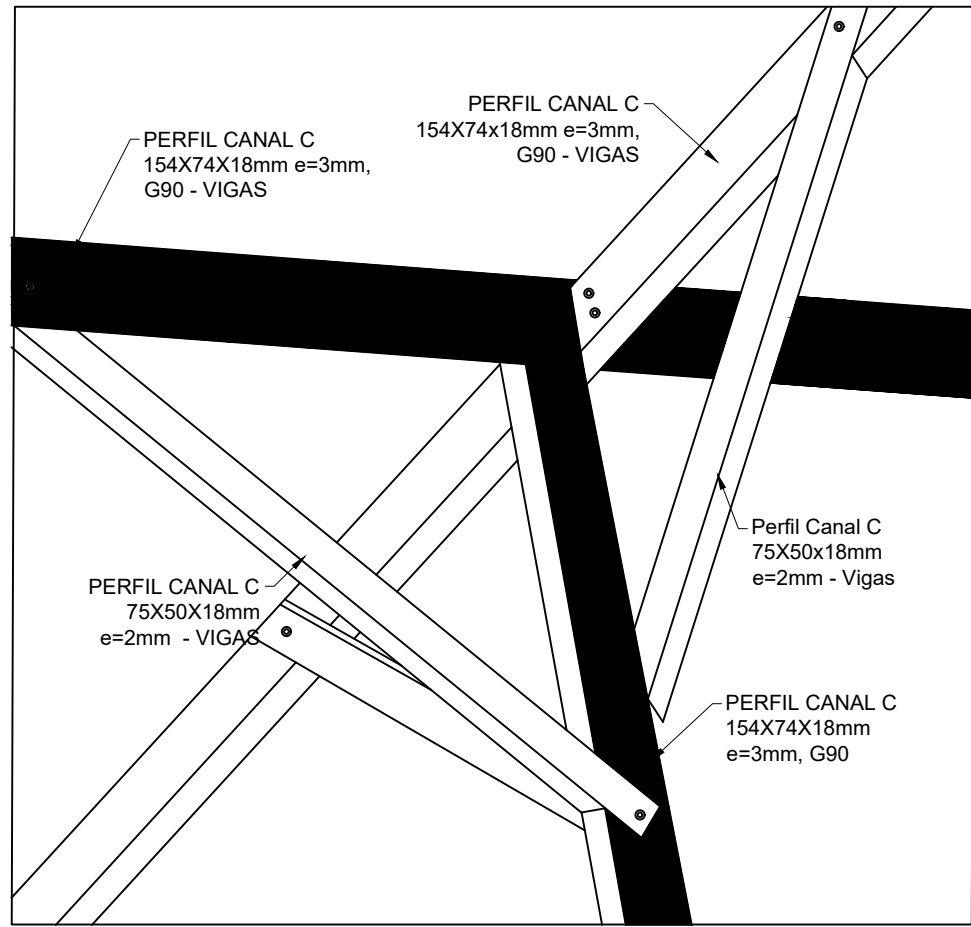 PERFIL CANAL C
154X74x18mm e=3mm,
G90 - VIGAS
PERFIL CANAL C
154X74X18mm e=3mm,
G90 - VIGAS
Perfil Canal C
75X50x18mm
e=2mm - Vigas
PERFIL CANAL C
75X50X18mm
e=2mm - VIGAS
PERFIL CANAL C
154X74X18mm
e=3mm, G90